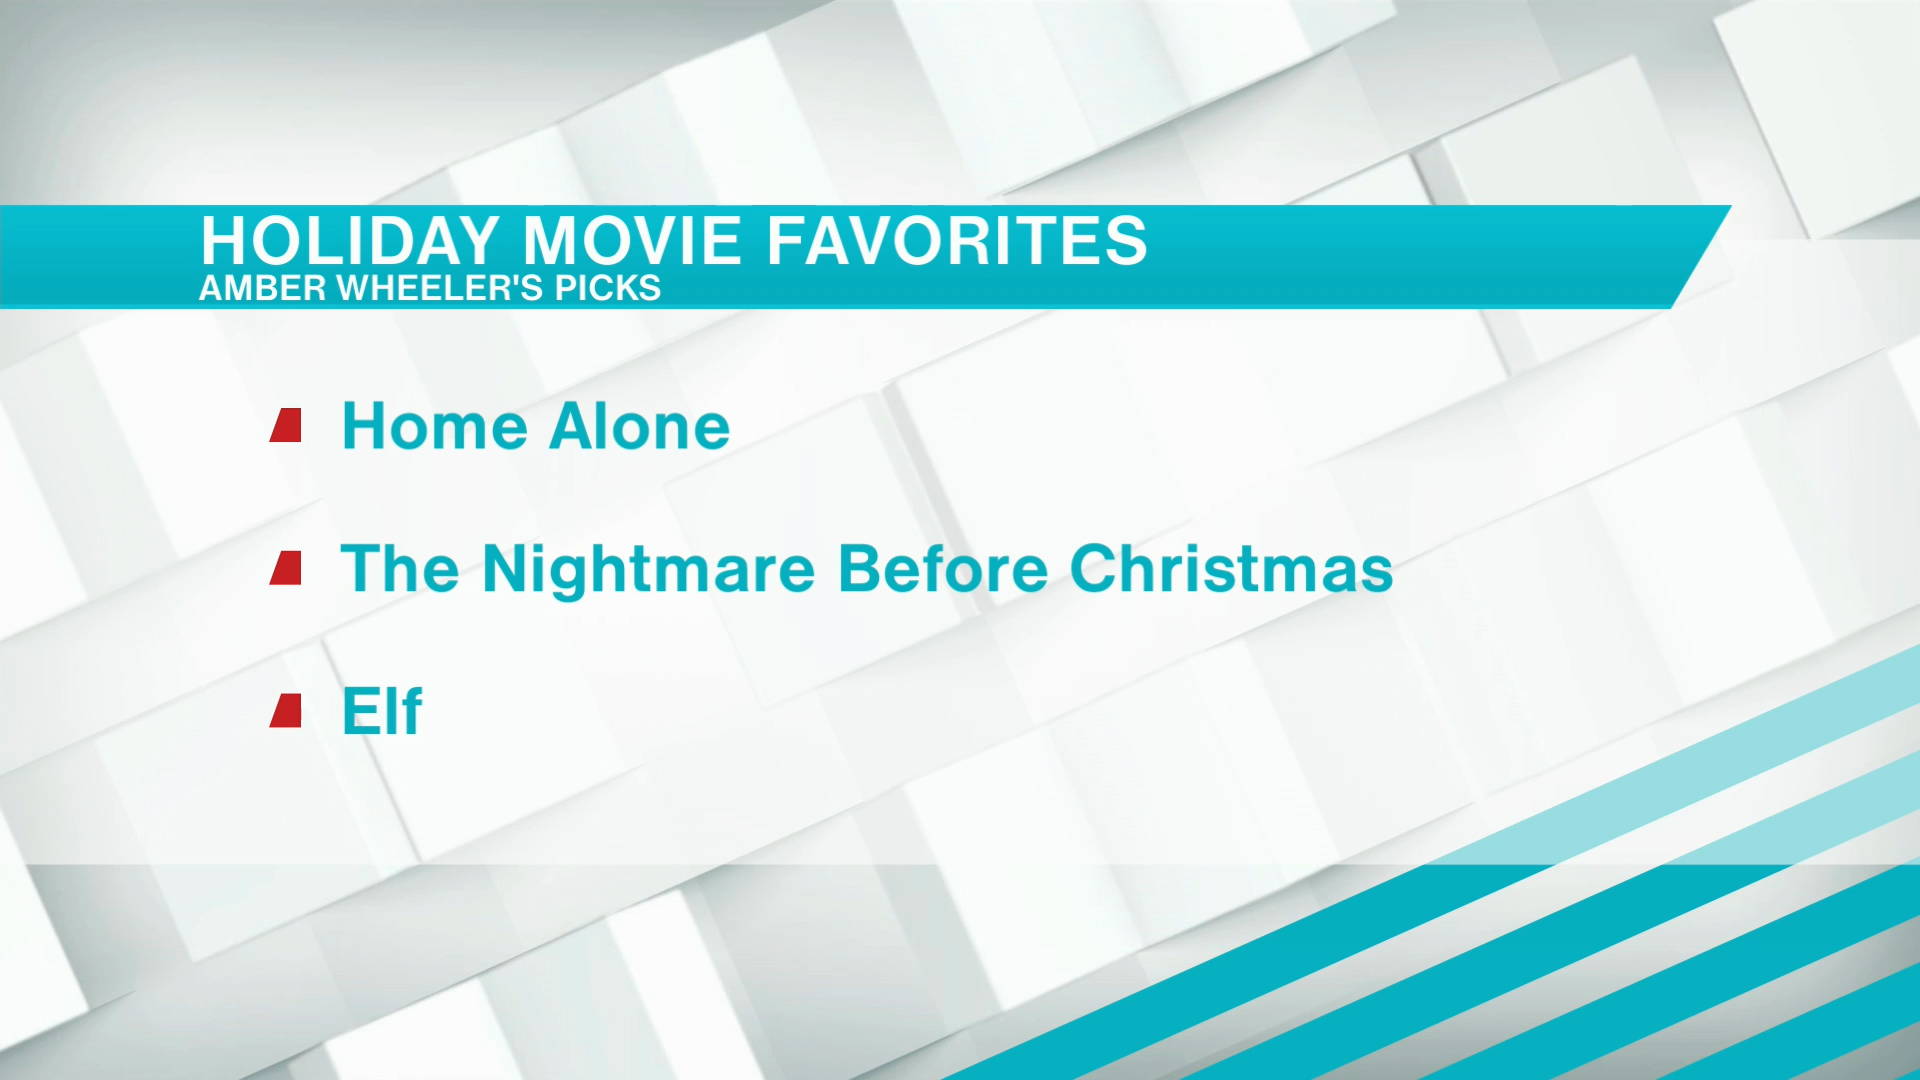 HOLIDAY MOVIE FAVORITES
AMBER WHEELER'S PICKS
Home Alone
The Nightmare Before Christmas
Elf